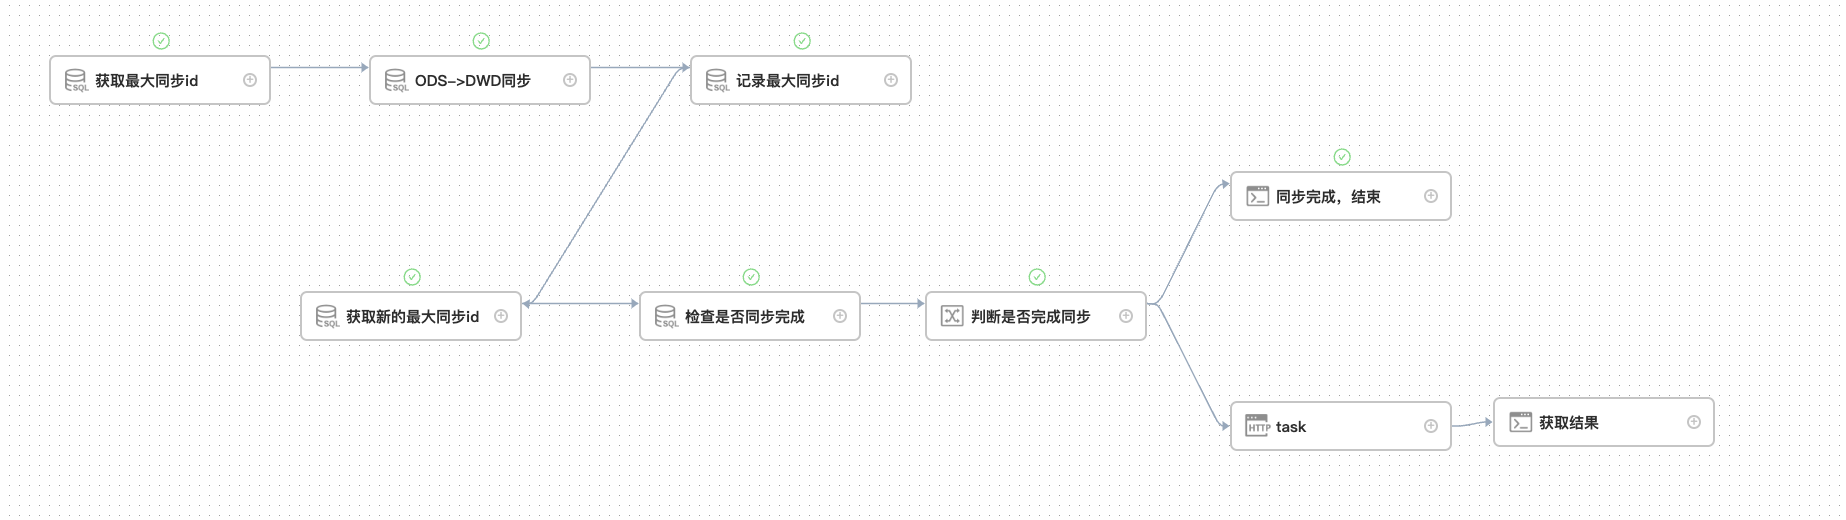 获取最大同步id
ODS->DWD同步
记录最大同步id
同步完成，结束
获取新的最大同步id
检查是否同步完成
判断是否完成同步
task
获取结果
SQL
SQL
SQL
SQL
SQL
HTTP